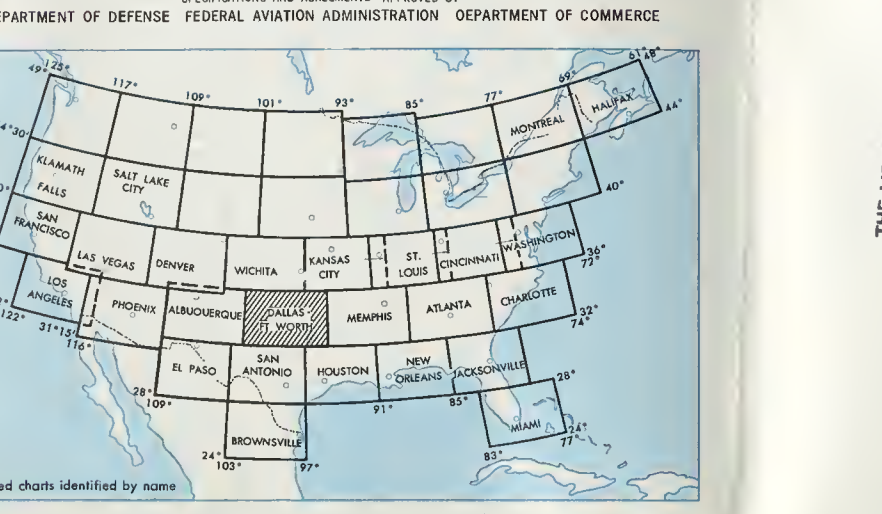 EPARTMENT OF DEFENSE FEDERAL AVIATION ADMINISTRATION OEPARTMENT OF COMMERCE
61° 48°
49° 125°
117°
109°
101°
93°
85°
77°
69°
44°
MONTREAL
HALIFAX
4°30'
KLAMATH
FALLS
SALT LAKE
CITY
40°
0°
SAN
FRANCISCO
LAS VEGAS
DENVER
WICHITA
KANSAS
CITY
ST.
LOUIS
CINCINNATI
WASHINGTON
36°
72°
LOS
ANGELES
PHOENIX
ALBUQUERQUE
DALLAS -
FT. WORTH
MEMPHIS
ATLANTA
CHARLOTTE
32°
74°
122°
31°15'
116°
EL PASO
SAN
ANTONIO
HOUSTON
NEW
ORLEANS
JACKSONVILLE
28°
109°
91°
85°
28°
BROWNSVILLE
MIAMI
24°
77°
24°
103°
97°
83°
ed charts identified by name